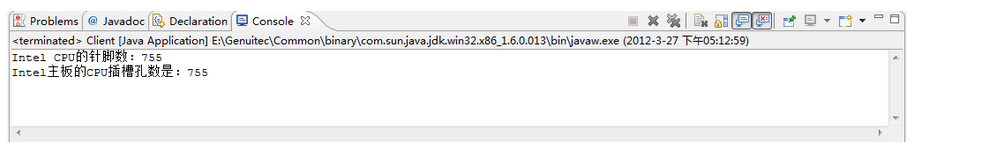 Problems @ Javadoc Declaration Console
<terminated> Client [Java Application] E:\Genuitec\Common\binary\com.sun.java.jdk.win32.x86_1.6.0.013\bin\javaw.exe (2012-3-27 下午05:12:59)
Intel CPU的针脚数：755
Intel主板的CPU插槽孔数是：755